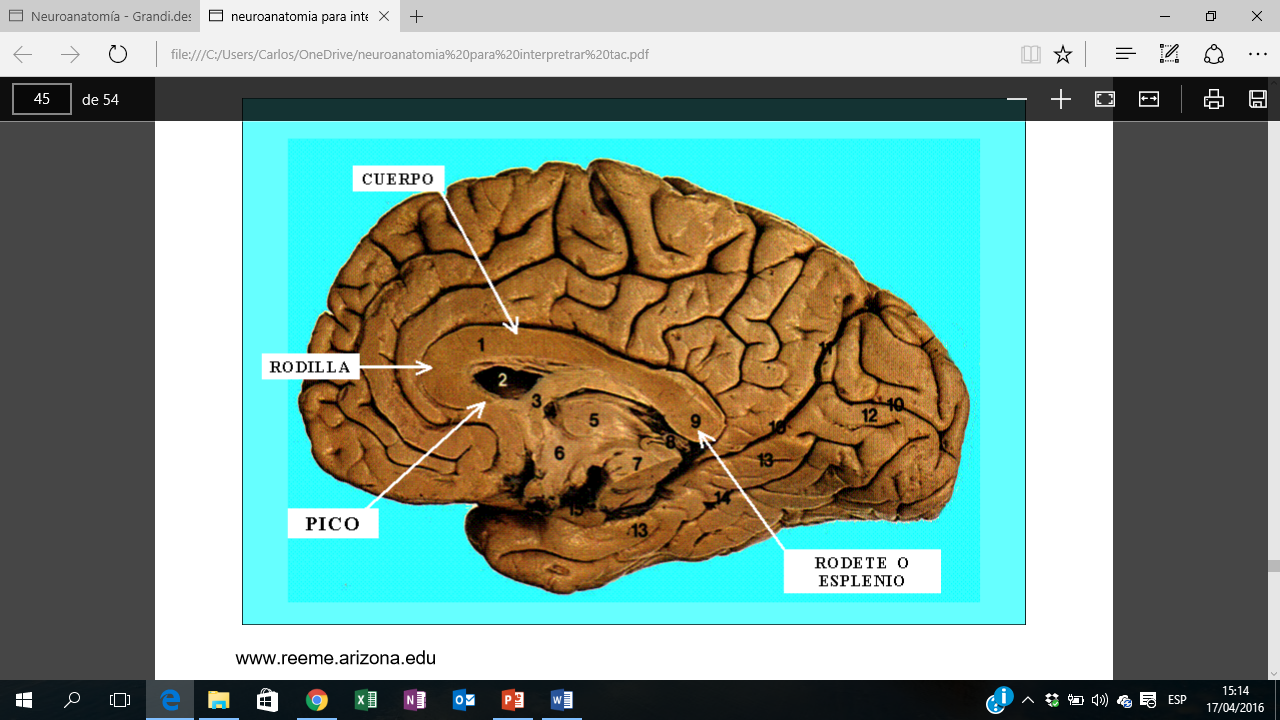 Neuroanatomía - Grandi.des
neuroanatomia para inte
file:///C:/Users/Carlos/OneDrive/neuroanatomia%20para%20interpretrar%20tac.pdf
45 de 54
CUERPO
1
RODILLA
2
3
5
6
7
8
9
10
11
10
12
13
14
15
13
PICO
RODETE O
ESPLENIO
www.reeme.arizona.edu
ESP
15:14
17/04/2016